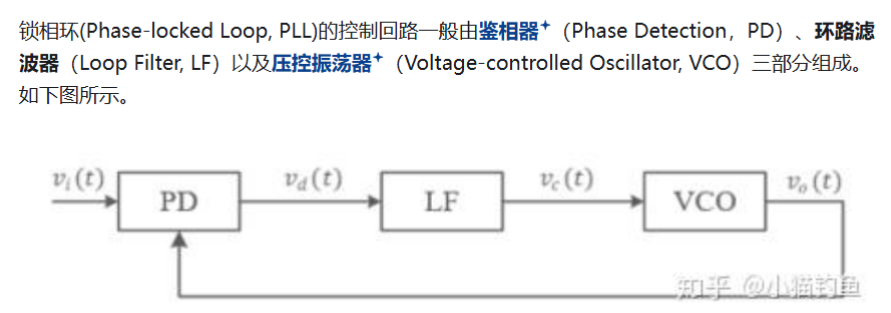 锁相环(Phase-locked Loop, PLL)的控制回路一般由鉴相器（Phase Detection，PD）、环路滤
波器（Loop Filter, LF）以及压控振荡器（Voltage-controlled Oscillator, VCO）三部分组成。
如下图所示。
v_i(t) v_d(t) v_c(t) v_o(t)
PD LF VCO
知乎 @小猫钓鱼